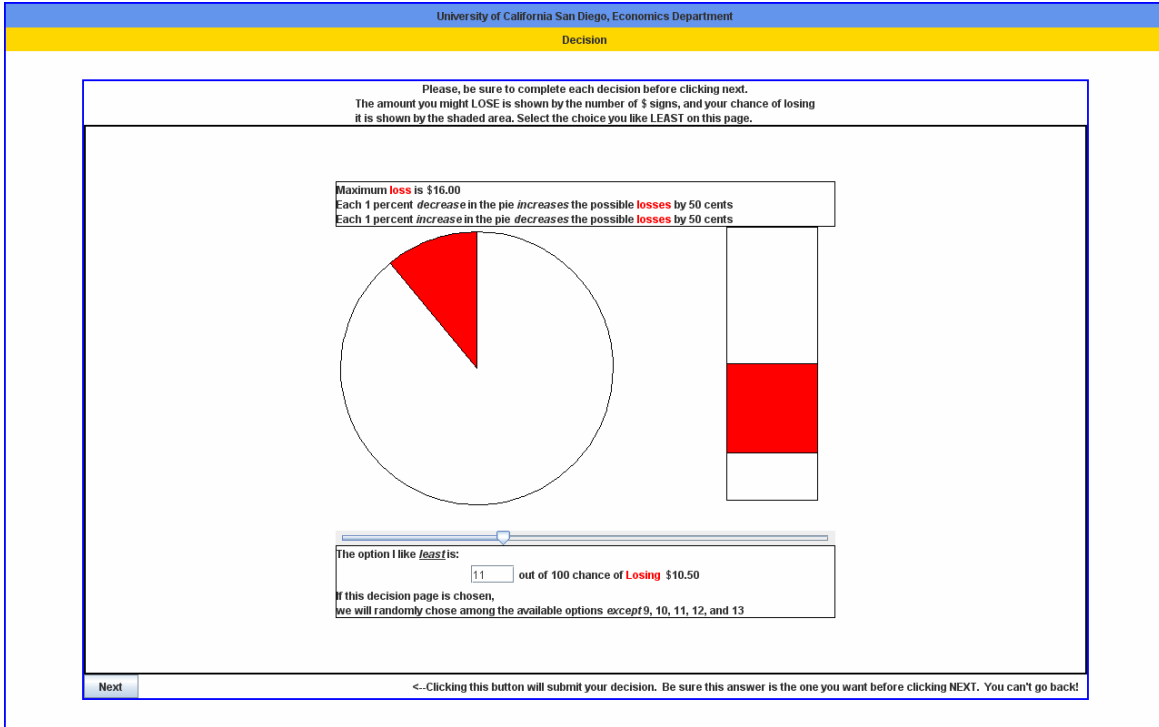 University of California San Diego, Economics Department
Decision
Please, be sure to complete each decision before clicking next.
The amount you might LOSE is shown by the number of $ signs, and your chance of losing
it is shown by the shaded area. Select the choice you like LEAST on this page.
Maximum loss is $16.00
Each 1 percent decrease in the pie increases the possible losses by 50 cents
Each 1 percent increase in the pie decreases the possible losses by 50 cents
The option I like least is:
11 out of 100 chance of Losing $10.50
If this decision page is chosen,
we will randomly chose among the available options except 9, 10, 11, 12, and 13
Next
<--Clicking this button will submit your decision. Be sure this answer is the one you want before clicking NEXT. You can't go back!